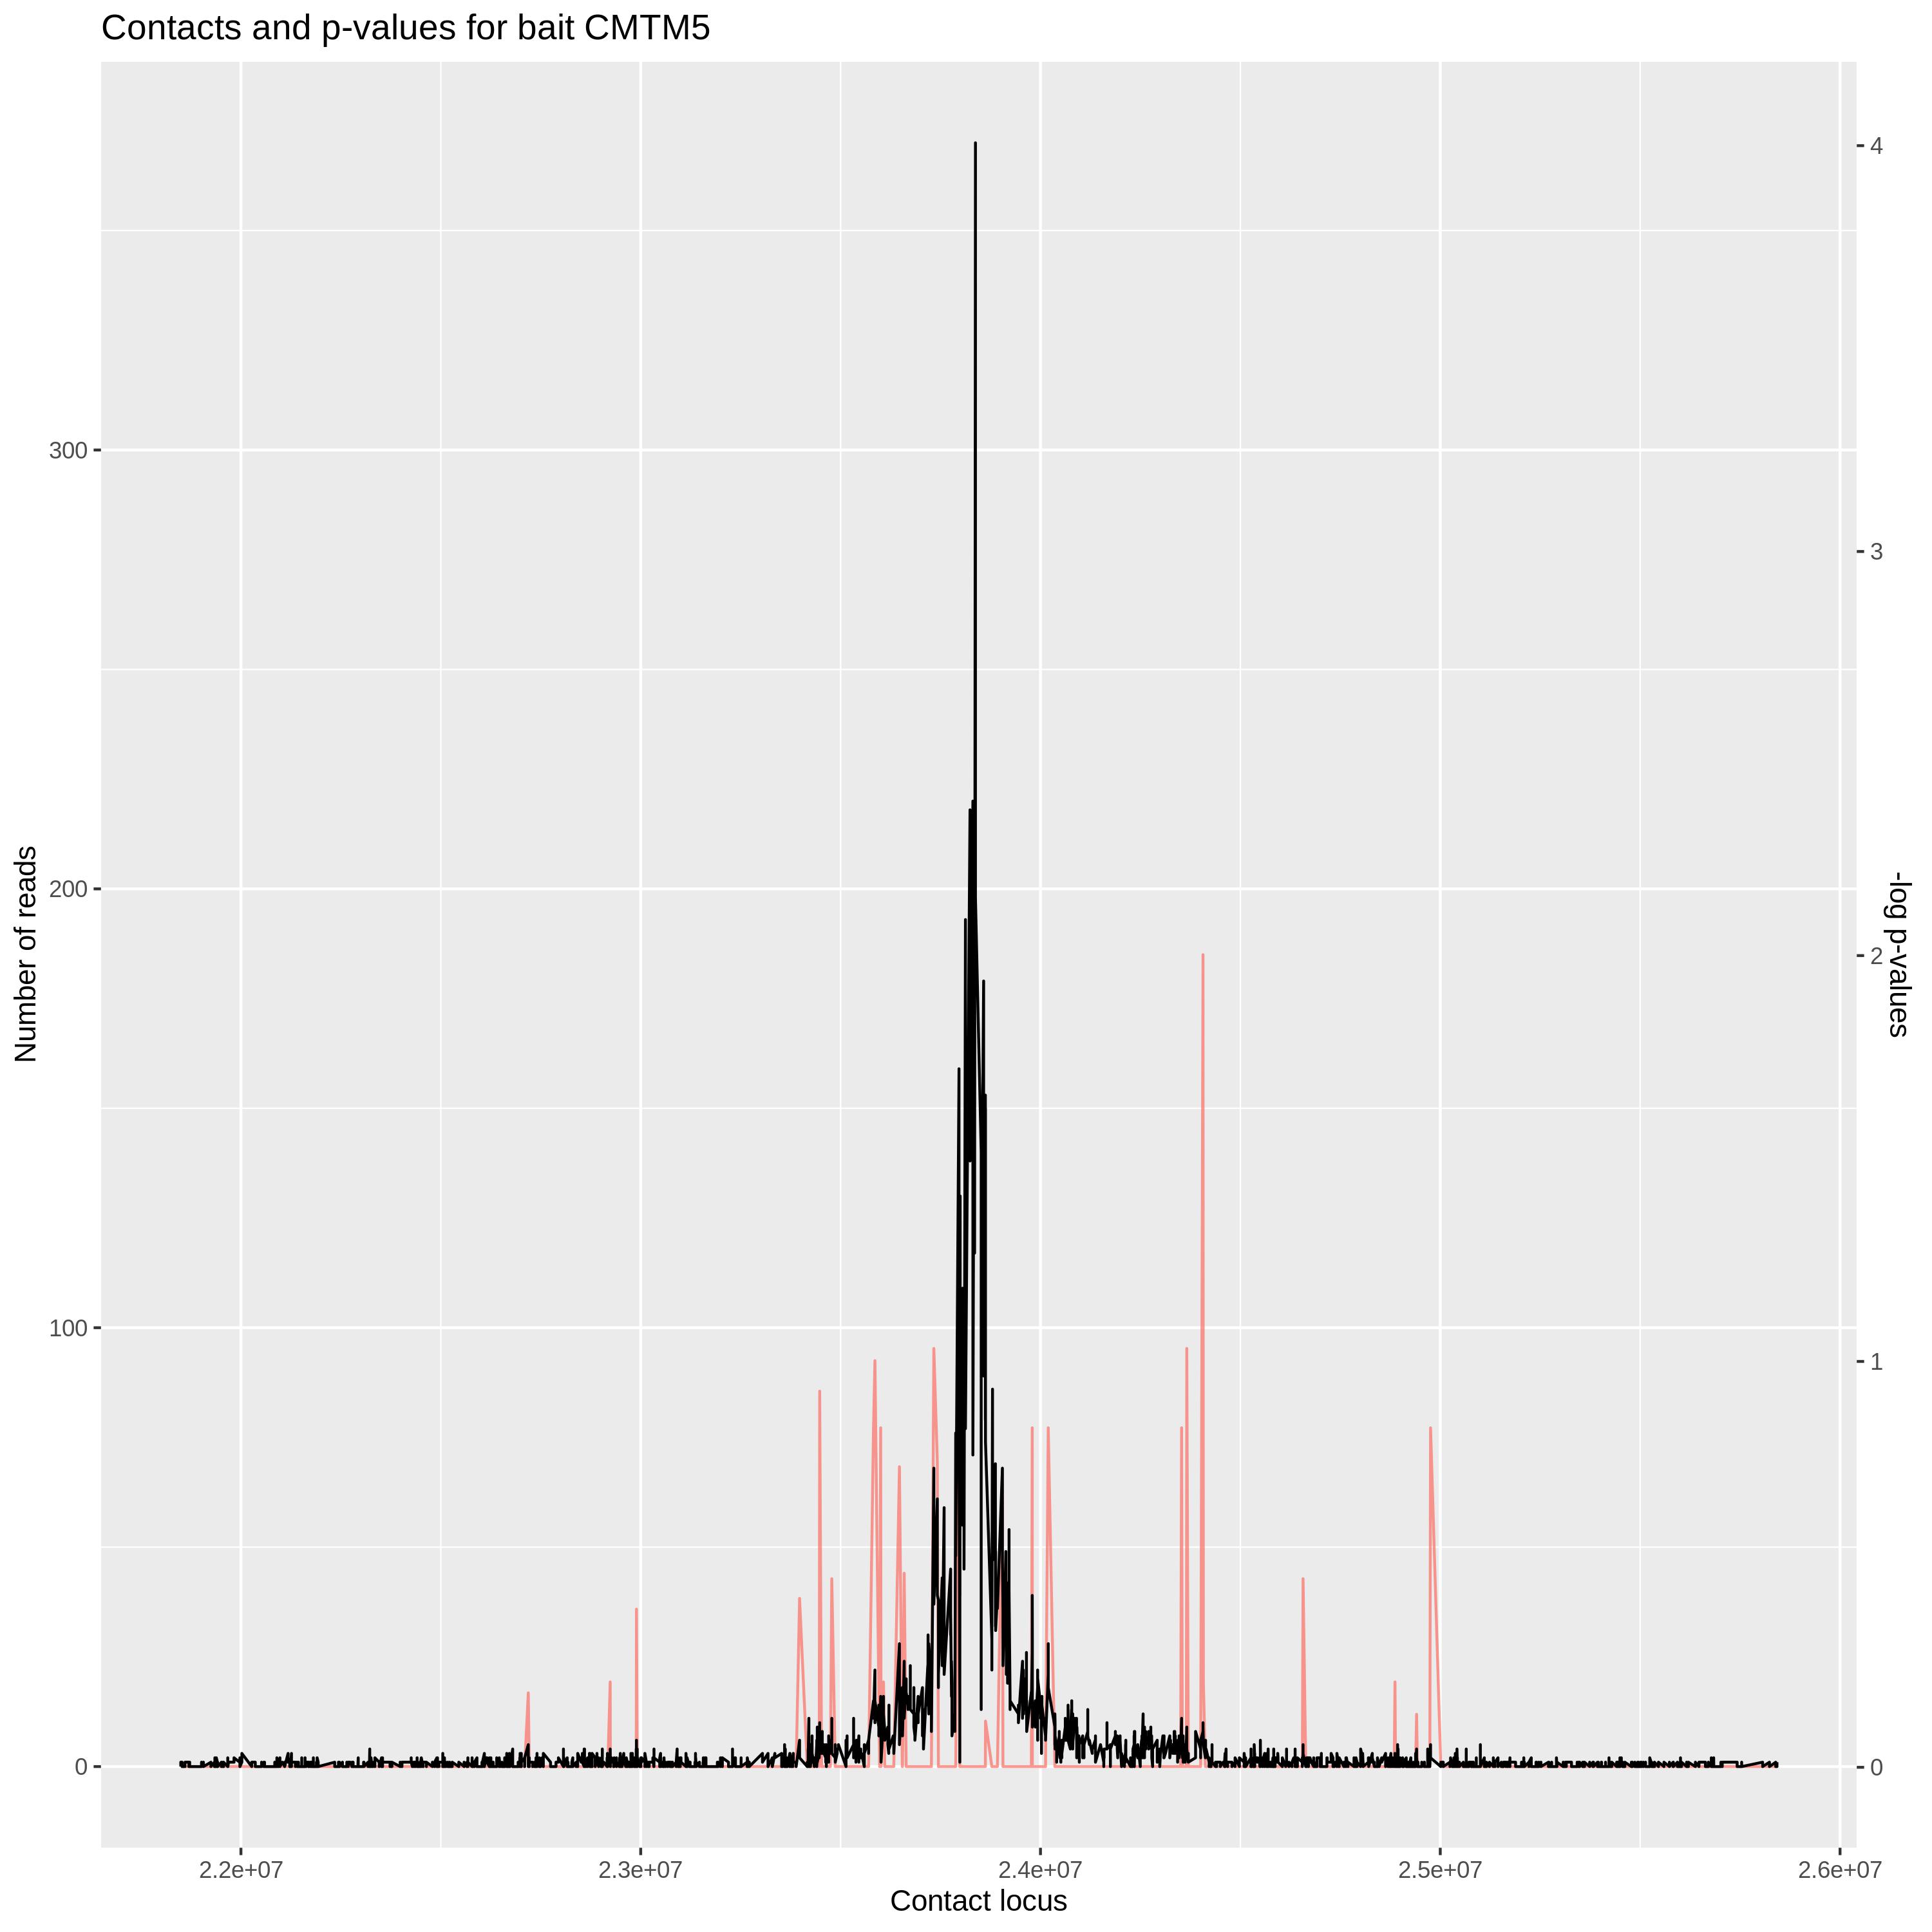 Contacts and p-values for bait CMTM5
Number of reads
300
200
100
0
4
3
2
1
0
-log p-values
2.2e+07
2.3e+07
2.4e+07
2.5e+07
2.6e+07
Contact locus